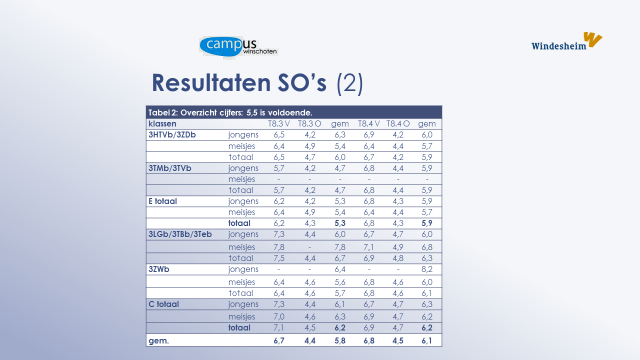 campus
winschoten
Windesheim
Resultaten SO's (2)
Tabel 2: Overzicht cijfers: 5,5 is voldoende.
klassen T8.3 V T8.3 O gem T8.4 V T8.4 O gem
3HTVb/3ZDb jongens 6,5 4,2 6,3 6,9 4,2 6,0
meisjes 6,4 4,9 5,4 6,4 4,4 5,7
totaal 6,5 4,7 6,0 6,7 4,2 5,9
3TMb/3TVb jongens 5,7 4,2 4,7 6,8 4,4 5,9
meisjes - - - - - -
totaal 5,7 4,2 4,7 6,8 4,4 5,9
E totaal jongens 6,2 4,2 5,3 6,8 4,3 5,9
meisjes 6,4 4,9 5,4 6,4 4,4 5,7
totaal 6,2 4,3 5,3 6,8 4,3 5,9
3LGb/3TBb/3Teb jongens 7,3 4,4 6,0 6,7 4,7 6,0
meisjes 7,8 - 7,8 7,1 4,9 6,8
totaal 7,5 4,4 6,7 6,9 4,8 6,3
3ZWb jongens - - 6,4 - - 8,2
meisjes 6,4 4,6 5,6 6,8 4,6 6,0
totaal 6,4 4,6 5,7 6,8 4,6 6,1
C totaal jongens 7,3 4,4 6,1 6,7 4,7 6,3
meisjes 7,0 4,6 6,3 6,9 4,7 6,2
totaal 7,1 4,5 6,2 6,9 4,7 6,2
gem. 6,7 4,4 5,8 6,8 4,5 6,1